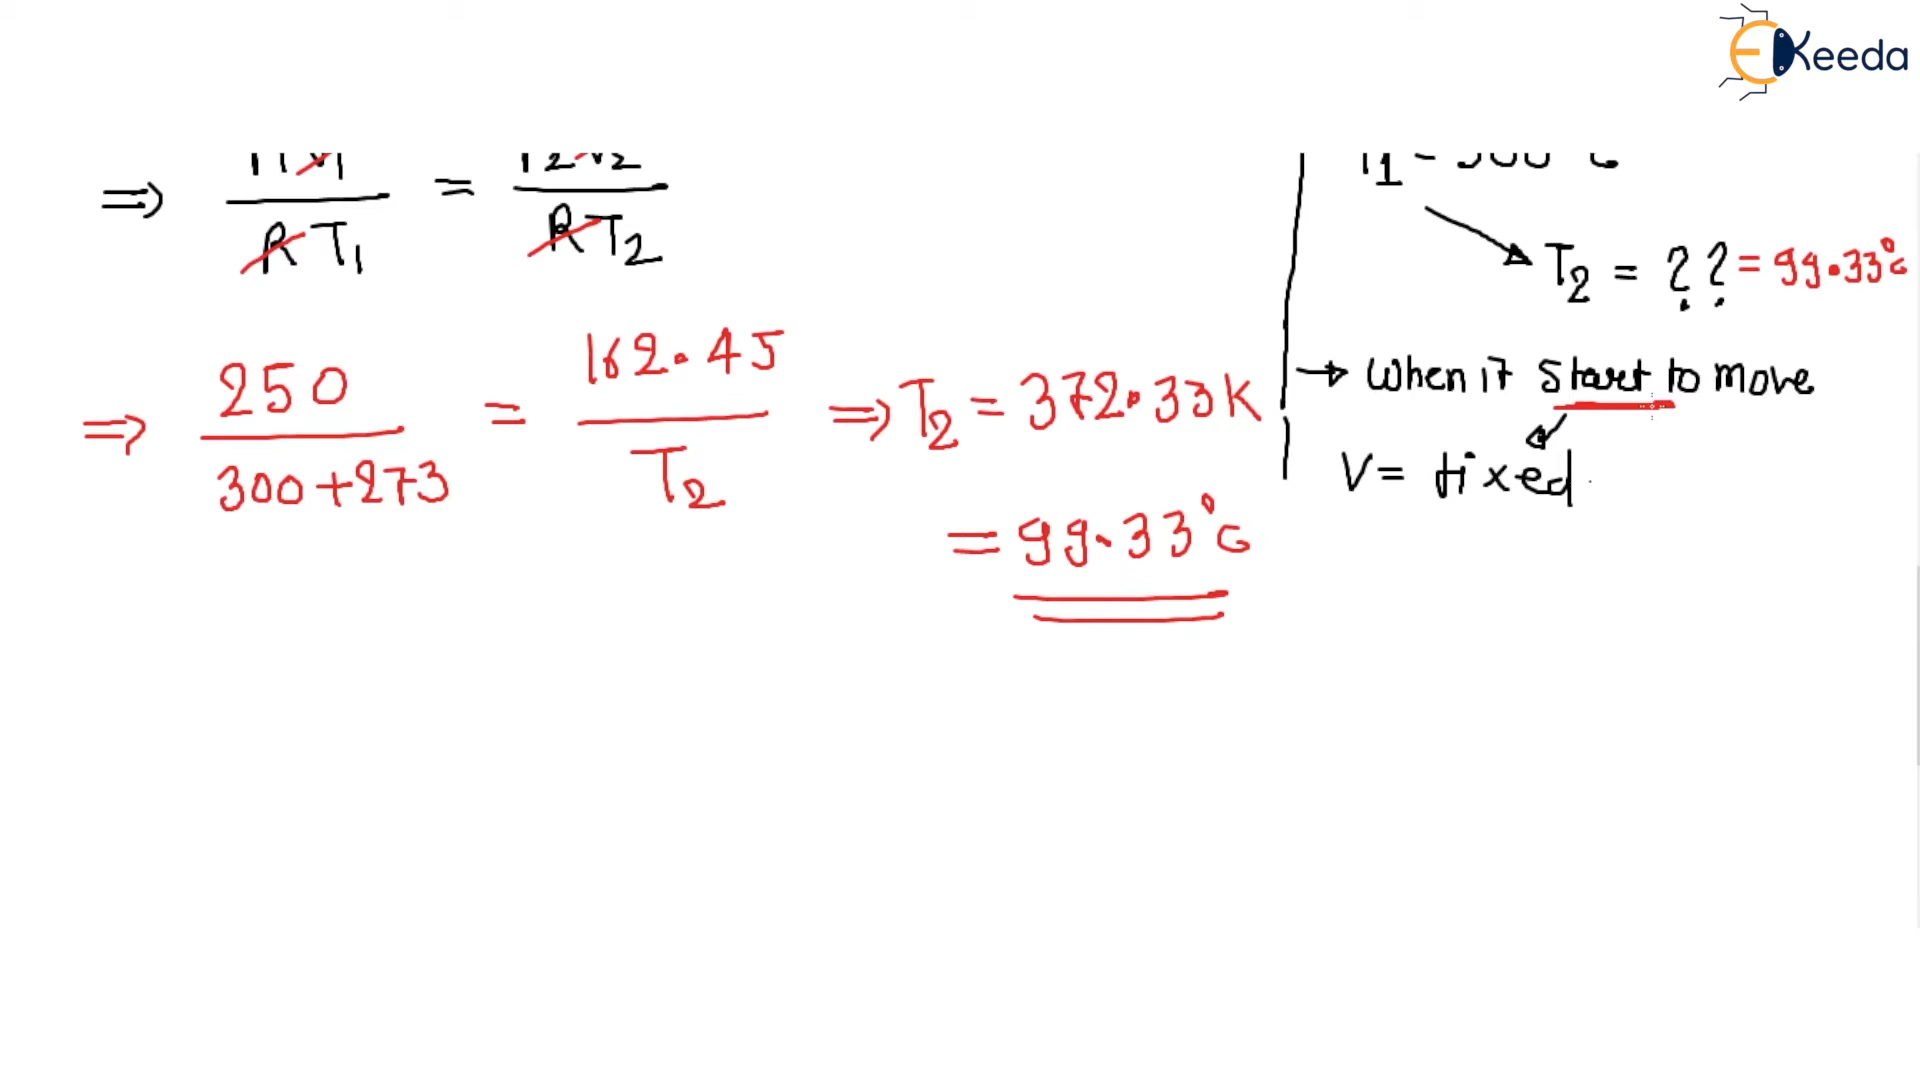 EKeeda
⇒ /RT₁ = /RT₂
T₂ = ?? = 99.33°c
⇒ 250/300+273 = 162.45/T₂ ⇒ T₂ = 372.33K
= 99.33°c
→ when it start to move
V = fixed